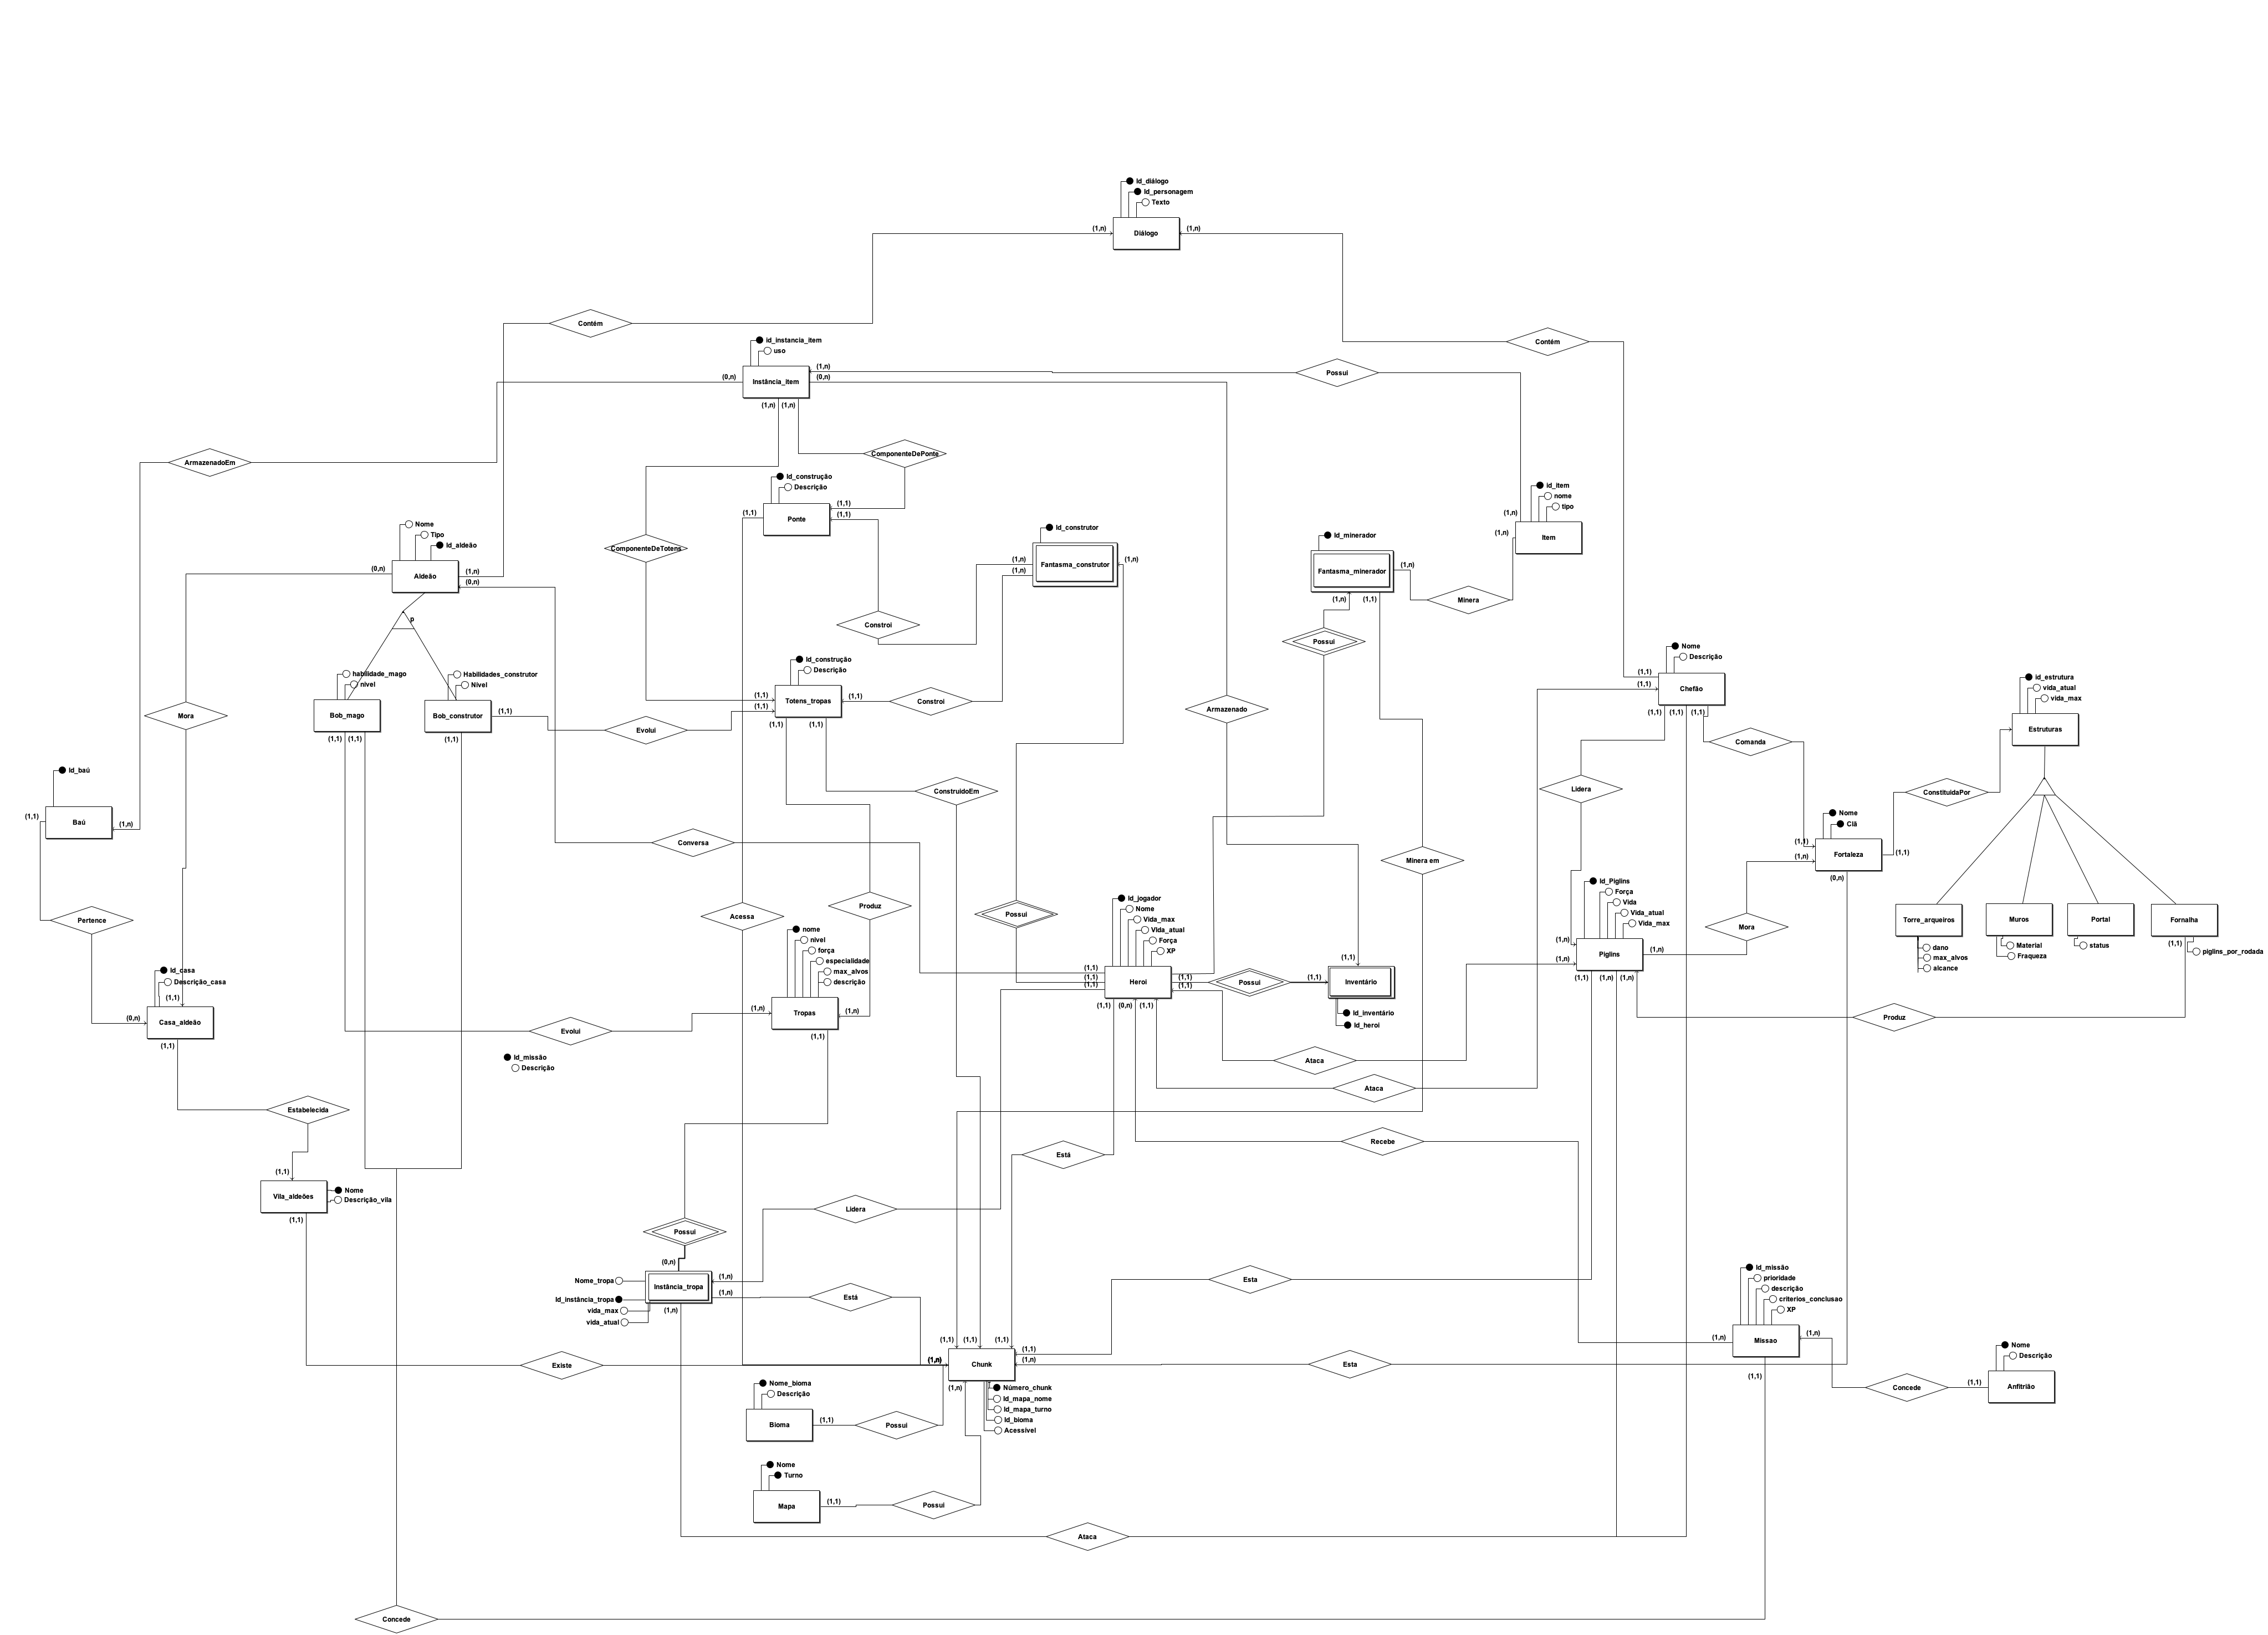 Id_diálogo
Id_personagem
Texto
Diálogo
(1,n)
(1,n)
Contém
Contém
Id_instancia_item
uso
Instância_item
(0,n)
(1,n)
(0,n)
(1,n)
(1,n)
Possui
ArmazenadoEm
ComponenteDePonte
Id_construção
Descrição
Ponte
(1,1)
(1,1)
(1,1)
id_item
nome
tipo
Item
(1,n)
(1,n)
Nome
Tipo
Id_aldeão
Aldeão
(0,n)
(1,n)
(0,n)
p
ComponenteDeTotens
Id_construtor
Fantasma_construtor
(1,n)
(1,n)
(1,n)
Id_minerador
Fantasma_minerador
(1,n)
(1,n)
(1,1)
Minera
Constroi
Possui
Id_construção
Descrição
Totens_tropas
(1,1)
(1,1)
(1,1)
(1,1)
(1,1)
Constroi
Evolui
habilidade_mago
nível
Bob_mago
(1,1)
(1,1)
Habilidades_construtor
Nível
Bob_construtor
(1,1)
(1,1)
Mora
Armazenado
Nome
Descrição
Chefão
(1,1)
(1,1)
(1,1)
(1,1)
(1,1)
Comanda
Id_estrutura
vida_atual
vida_max
Estruturas
Lidera
ConstituidaPor
Id_baú
Baú
(1,1)
(1,n)
ConstruidoEm
Conversa
Minera em
Nome
Clã
Fortaleza
(1,1)
(1,n)
(1,1)
(0,n)
Pertence
Acessa
Produz
Possui
Id_jogador
Nome
Vida_max
Vida_atual
Força
XP
Heroi
(1,1)
(1,1)
(1,1)
(1,1)
(1,1)
(1,1)
(0,n)
(1,1)
Possui
(1,1)
(1,1)
Inventário
Id_inventário
Id_heroi
Id_Piglins
Força
Vida
Vida_atual
Vida_max
Piglins
(1,n)
(1,n)
(1,n)
(1,1)
(1,n)
(1,n)
Mora
Torre_arqueiros
dano
max_alvos
alcance
Muros
Material
Fraqueza
Portal
status
Fornalha
(1,1)
piglins_por_rodada
Produz
Id_casa
Descrição_casa
(1,1)
Casa_aldeão
(0,n)
(1,1)
nome
nível
força
especialidade
max_alvos
descrição
Tropas
(1,n)
(1,n)
(1,1)
Evolui
Id_missão
Descrição
Ataca
Ataca
Estabelecida
Recebe
Está
(1,1)
Vila_aldeões
Nome
Descrição_vila
(1,1)
Lidera
Possui
(0,n)
Nome_tropa
Id_instância_tropa
vida_max
vida_atual
Instância_tropa
(1,n)
(1,n)
(1,n)
Está
Esta
Id_missão
prioridade
descrição
criterios_conclusao
XP
Missao
(1,n)
(1,n)
(1,1)
Nome
Descrição
Anfitrião
(1,1)
Concede
Existe
(1,1)
(1,1)
(1,1)
(1,n)
Chunk
(1,1)
(1,n)
(1,n)
Esta
Número_chunk
Id_mapa_nome
Id_mapa_turno
Id_bioma
Acessível
Nome_bioma
Descrição
Bioma
(1,1)
Possui
Nome
Turno
Mapa
(1,1)
Possui
Ataca
Concede